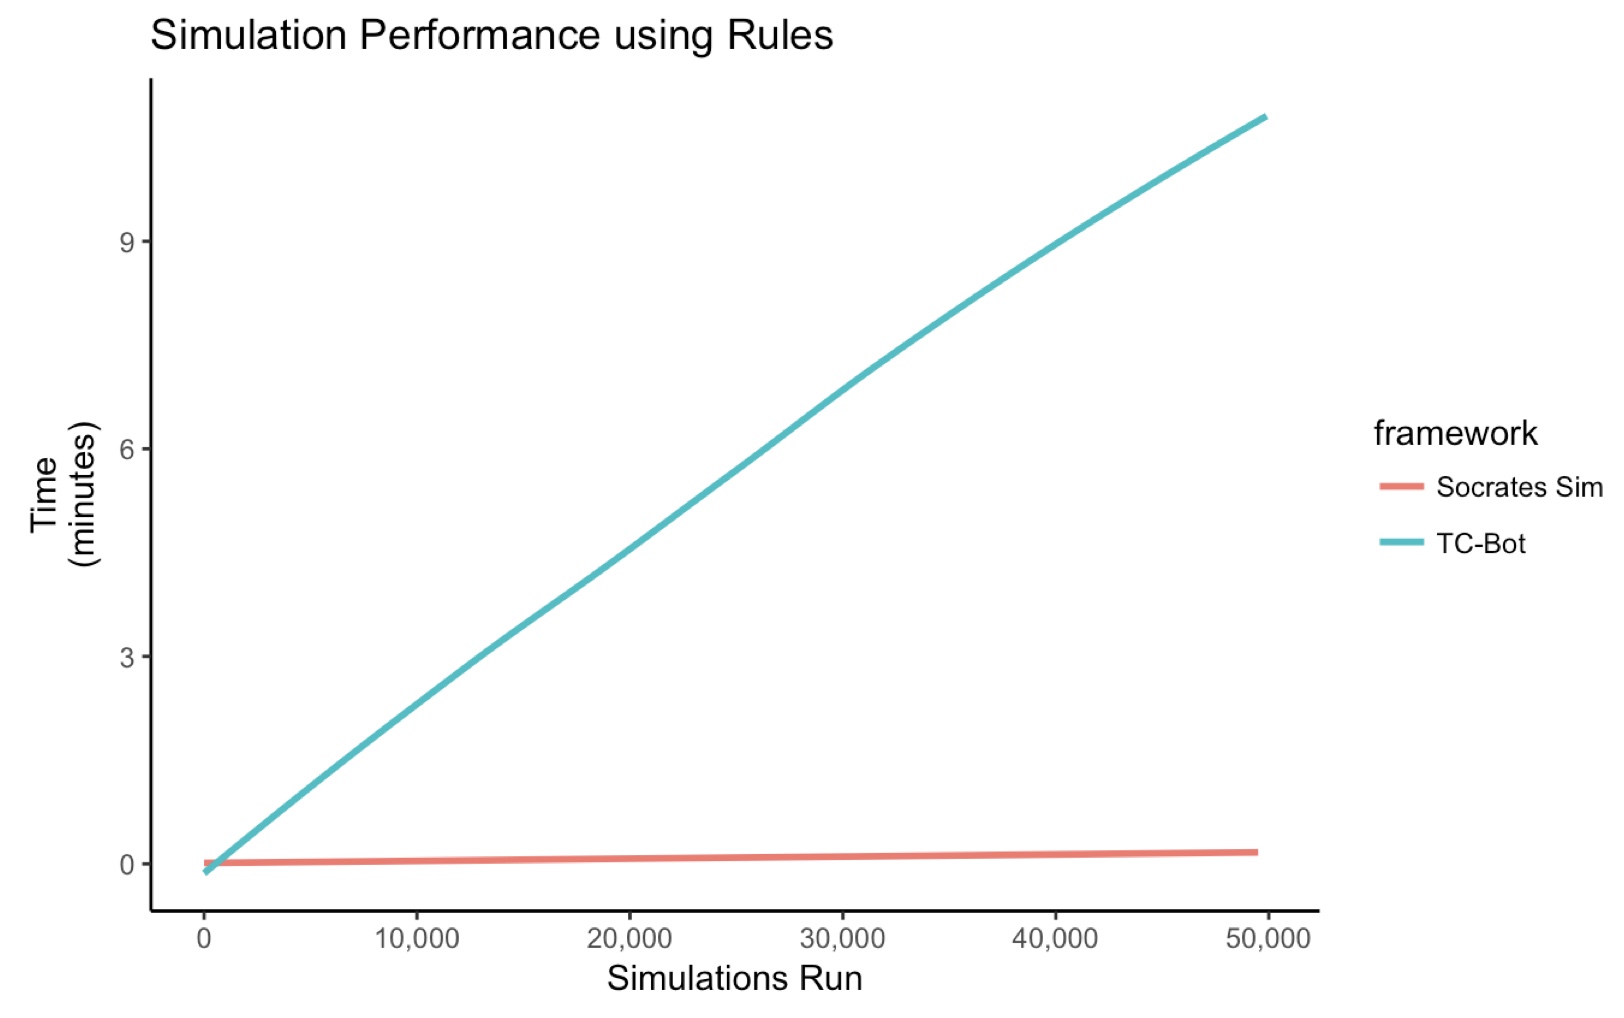 Simulation Performance using Rules
9
6
3
0
Time
(minutes)
0 10,000 20,000 30,000 40,000 50,000
Simulations Run
framework
Socrates Sim
TC-Bot